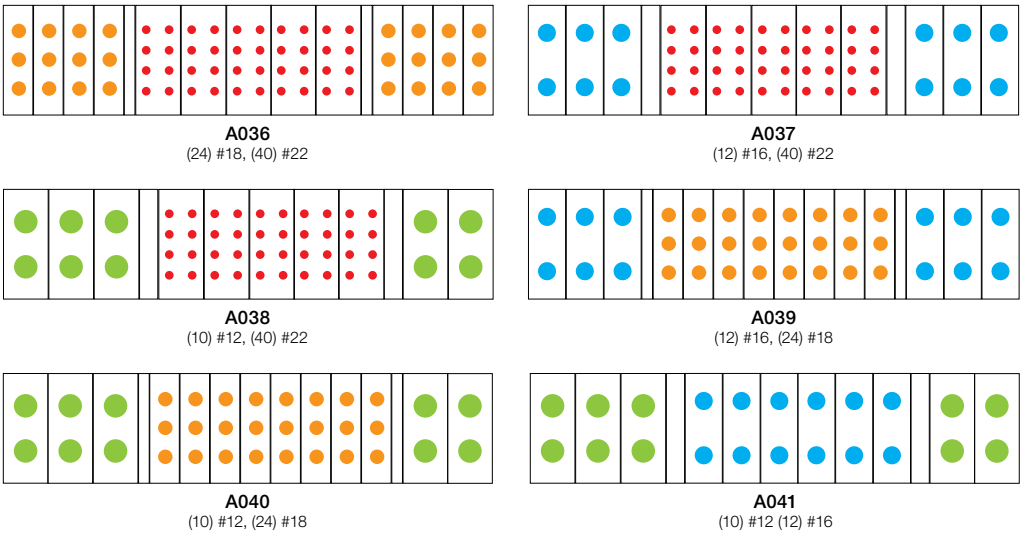 A036
(24) #18, (40) #22
A037
(12) #16, (40) #22
A038
(10) #12, (40) #22
A039
(12) #16, (24) #18
A040
(10) #12, (24) #18
A041
(10) #12 (12) #16